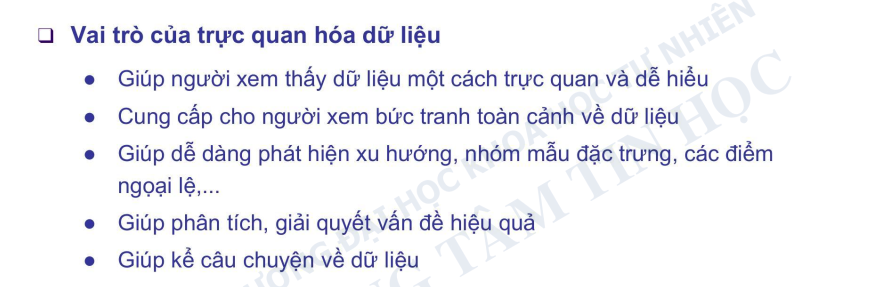 ❑ Vai trò của trực quan hóa dữ liệu
● Giúp người xem thấy dữ liệu một cách trực quan và dễ hiểu
● Cung cấp cho người xem bức tranh toàn cảnh về dữ liệu
● Giúp dễ dàng phát hiện xu hướng, nhóm mẫu đặc trưng, các điểm
ngoại lệ,...
● Giúp phân tích, giải quyết vấn đề hiệu quả
● Giúp kể câu chuyện về dữ liệu
ĐẠI HỌC KHOA HỌC TỰ NHIÊN
TÂM TIN HỌC